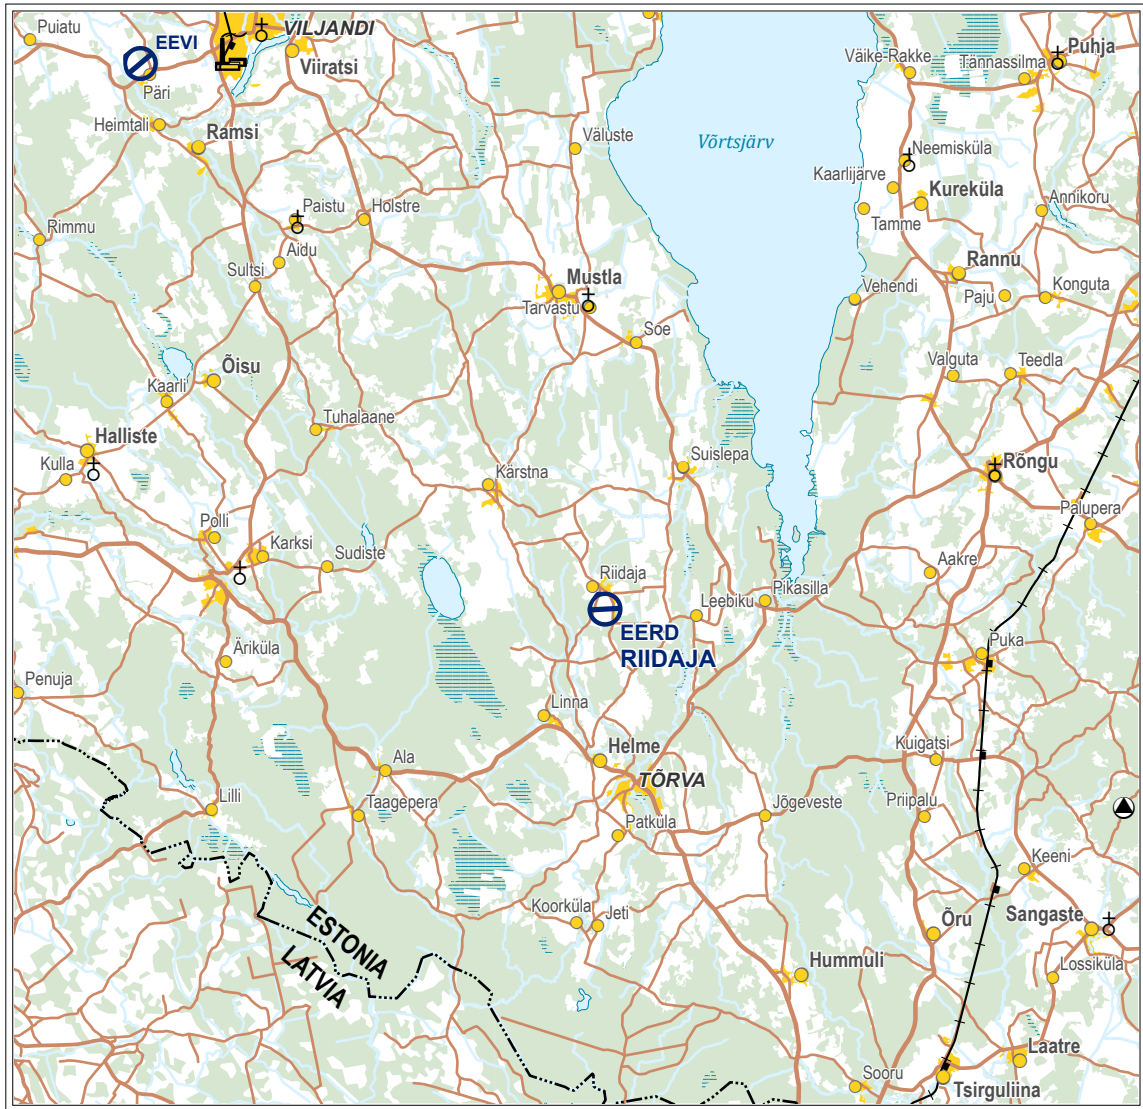 Puiatu
EEVI
VILJANDI
Viiratsi
Väike-Rakke
Puhja
Tännassilma
Päri
Heimtali
Ramsi
Väluste
Võrtsjärv
Neemisküla
Kaarlijärve
Kureküla
Paistu
Holstre
Annikoru
Tamme
Rimmu
Aidu
Sultsi
Rannu
Mustla
Vehendi
Paju
Konguta
Tarvastu
Soe
Õisu
Valguta
Teedla
Kaarli
Tuhalaane
Halliste
Kulla
Suislepa
Rõngu
Kärstna
Palupera
Polli
Karksi
Sudiste
Aakre
Riidaja
Pikasilla
Leebiku
EERD
RIIDAJA
Äriküla
Puka
Penuja
Linna
Kuigatsi
Ala
Helme
TÕRVA
Lilli
Taagepera
Jõgeveste
Priipalu
Patküla
Keeni
Koorküla
Jeti
Õru
Sangaste
ESTONIA
LATVIA
Hummuli
Lossiküla
Laatre
Sooru
Tsirguliina